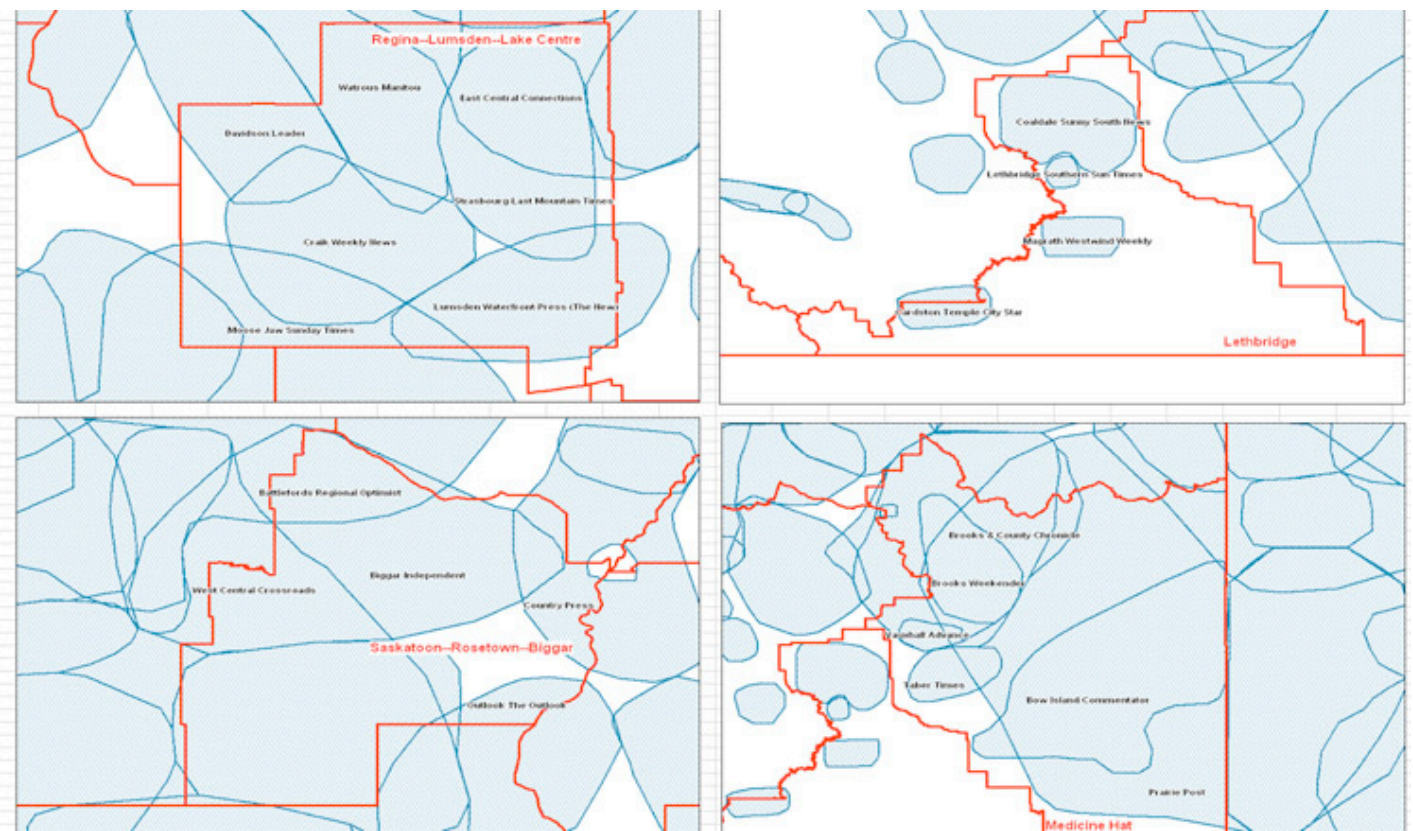 Regina--Lumsden--Lake Centre
Watrous Manitou
East Central Connections
Davidson Leader
Strasbourg Last Mountain Times
Craik Weekly News
Lumsden Waterfront Press (The New
Moose Jaw Sunday Times
Coaldale Sunny South News
Lethbridge Southern Sun Times
Magrath Westwind Weekly
Cardston Temple City Star
Lethbridge
Battlefords Regional Optimist
Biggar Independent
West Central Crossroads
Country Press
Saskatoon--Rosetown--Biggar
Outlook The Outlook
Brooks & County Chronicle
Brooks Weekender
Vauxhall Advance
Taber Times
Bow Island Commentator
Prairie Post
Medicine Hat